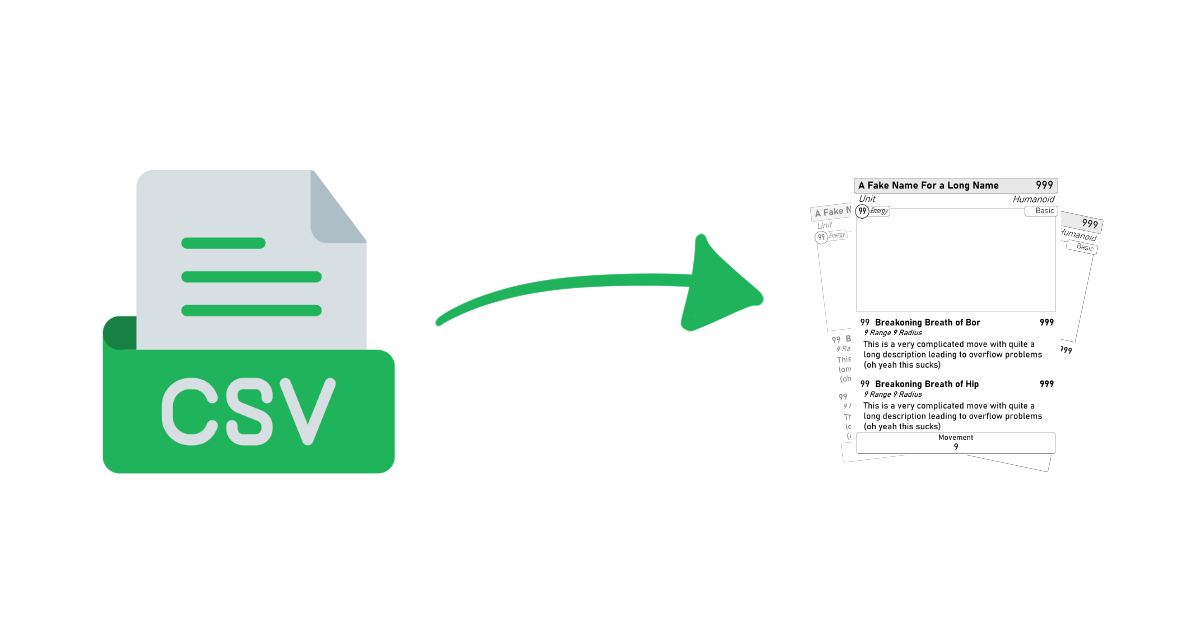 CSV
A Fake Name For a Long Name 999
Unit Humanoid
99 Energy Basic
99 Breakoning Breath of Bor 999
9 Range 9 Radius
This is a very complicated move with quite a
long description leading to overflow problems
(oh yeah this sucks)
99 Breakoning Breath of Hip 999
9 Range 9 Radius
This is a very complicated move with quite a
long description leading to overflow problems
(oh yeah this sucks)
Movement
9
A Fake N
Unit
99 Energy
99 B
9 Ra
This
lon
(oh
99
9 
Th
lo
(
999
Humanoid
Basic
999